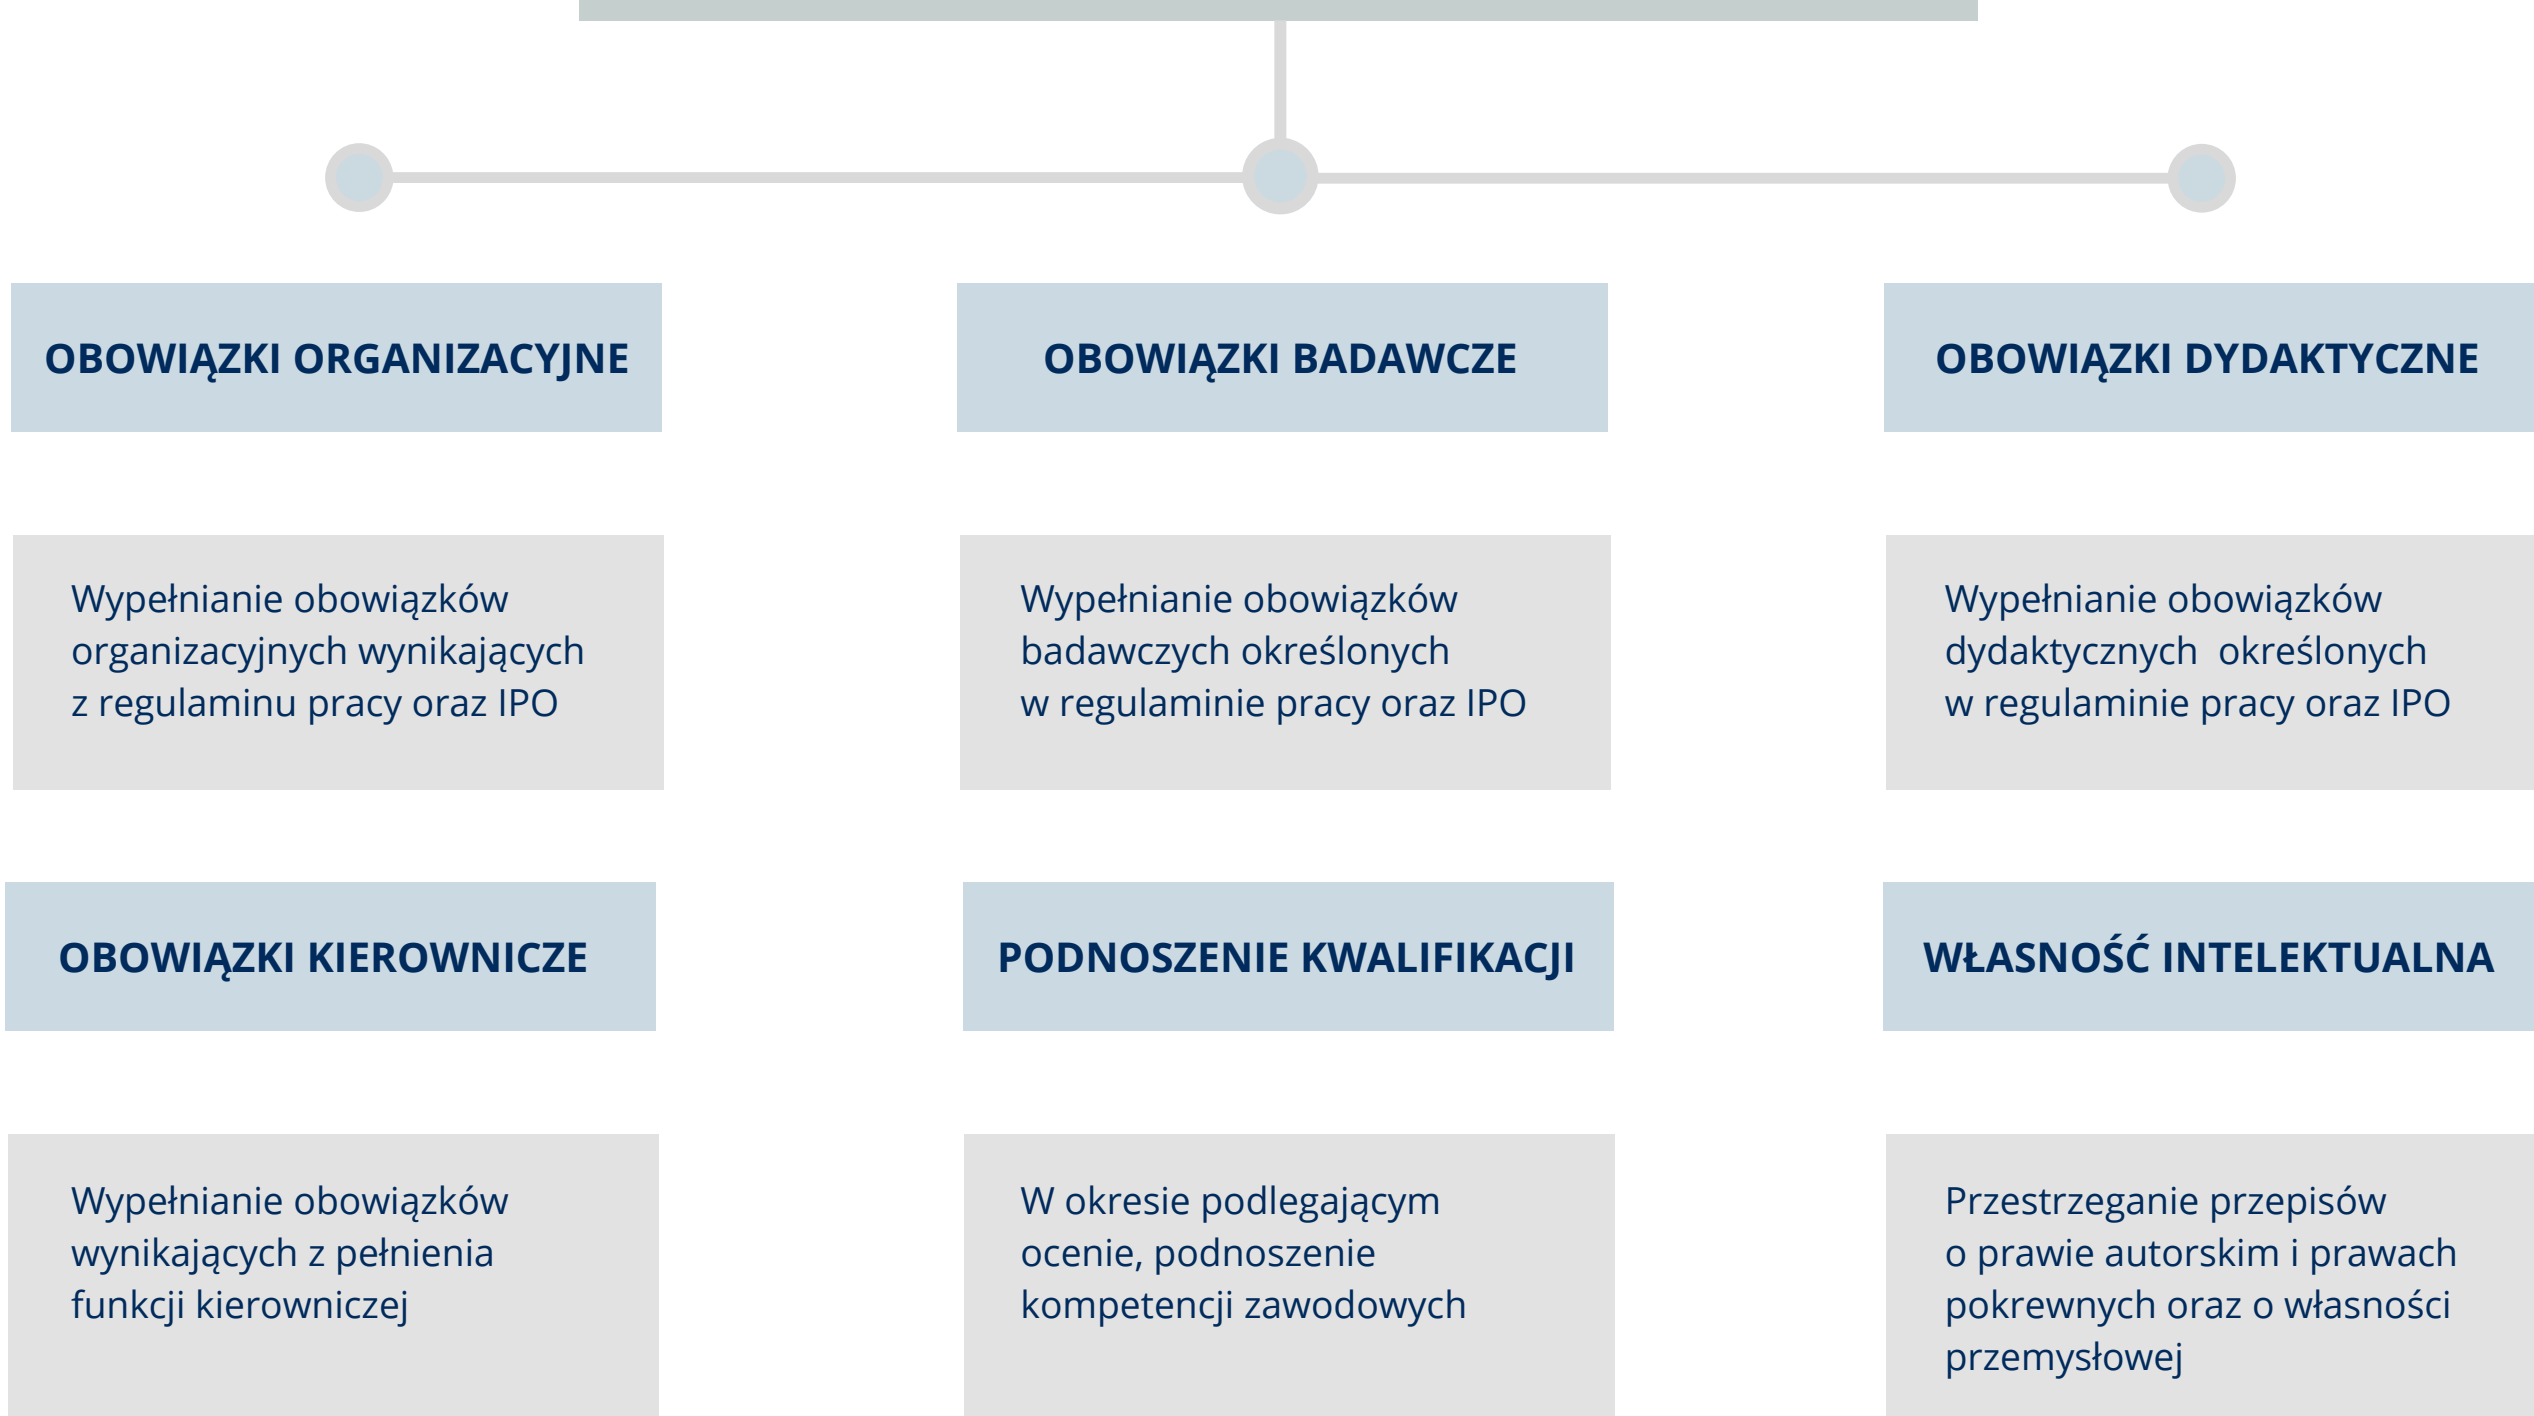 OBOWIĄZKI ORGANIZACYJNE
OBOWIĄZKI BADAWCZE
OBOWIĄZKI DYDAKTYCZNE
Wypełnianie obowiązków
organizacyjnych wynikających
z regulaminu pracy oraz IPO
Wypełnianie obowiązków
badawczych określonych
w regulaminie pracy oraz IPO
Wypełnianie obowiązków
dydaktycznych  określonych
w regulaminie pracy oraz IPO
OBOWIĄZKI KIEROWNICZE
PODNOSZENIE KWALIFIKACJI
WŁASNOŚĆ INTELEKTUALNA
Wypełnianie obowiązków
wynikających z pełnienia
funkcji kierowniczej
W okresie podlegającym
ocenie, podnoszenie
kompetencji zawodowych
Przestrzeganie przepisów
o prawie autorskim i prawach
pokrewnych oraz o własności
przemysłowej